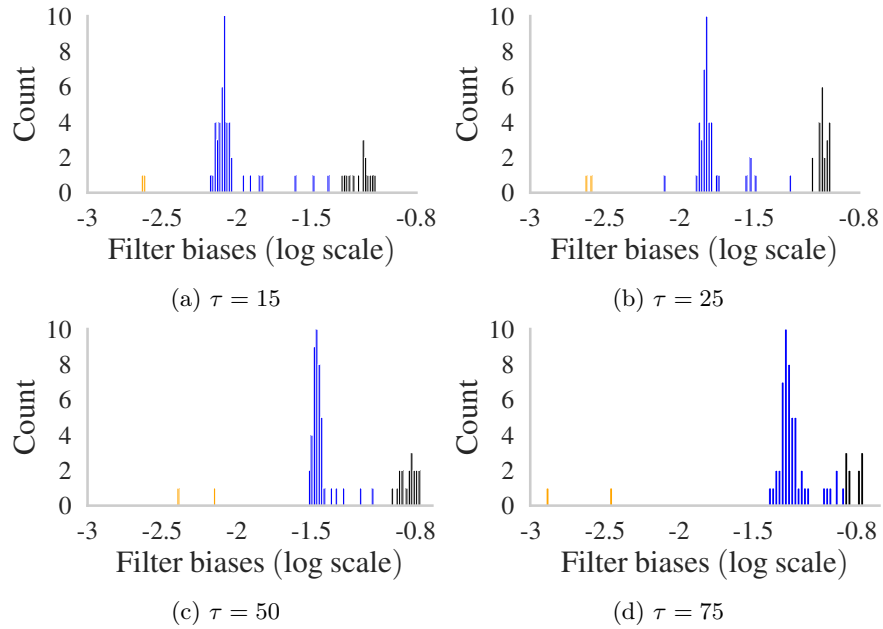 10
8
6
4
2
0
Count
-3 -2.5 -2 -1.5 -0.8
Filter biases (log scale)
(a) τ = 15
10
8
6
4
2
0
Count
-3 -2 -1.5 -0.8
Filter biases (log scale)
(b) τ = 25
10
8
6
4
2
0
Count
-3 -2 -1.5 -0.8
Filter biases (log scale)
(c) τ = 50
10
8
6
4
2
0
Count
-3 -2.5 -2 -1.5 -0.8
Filter biases (log scale)
(d) τ = 75